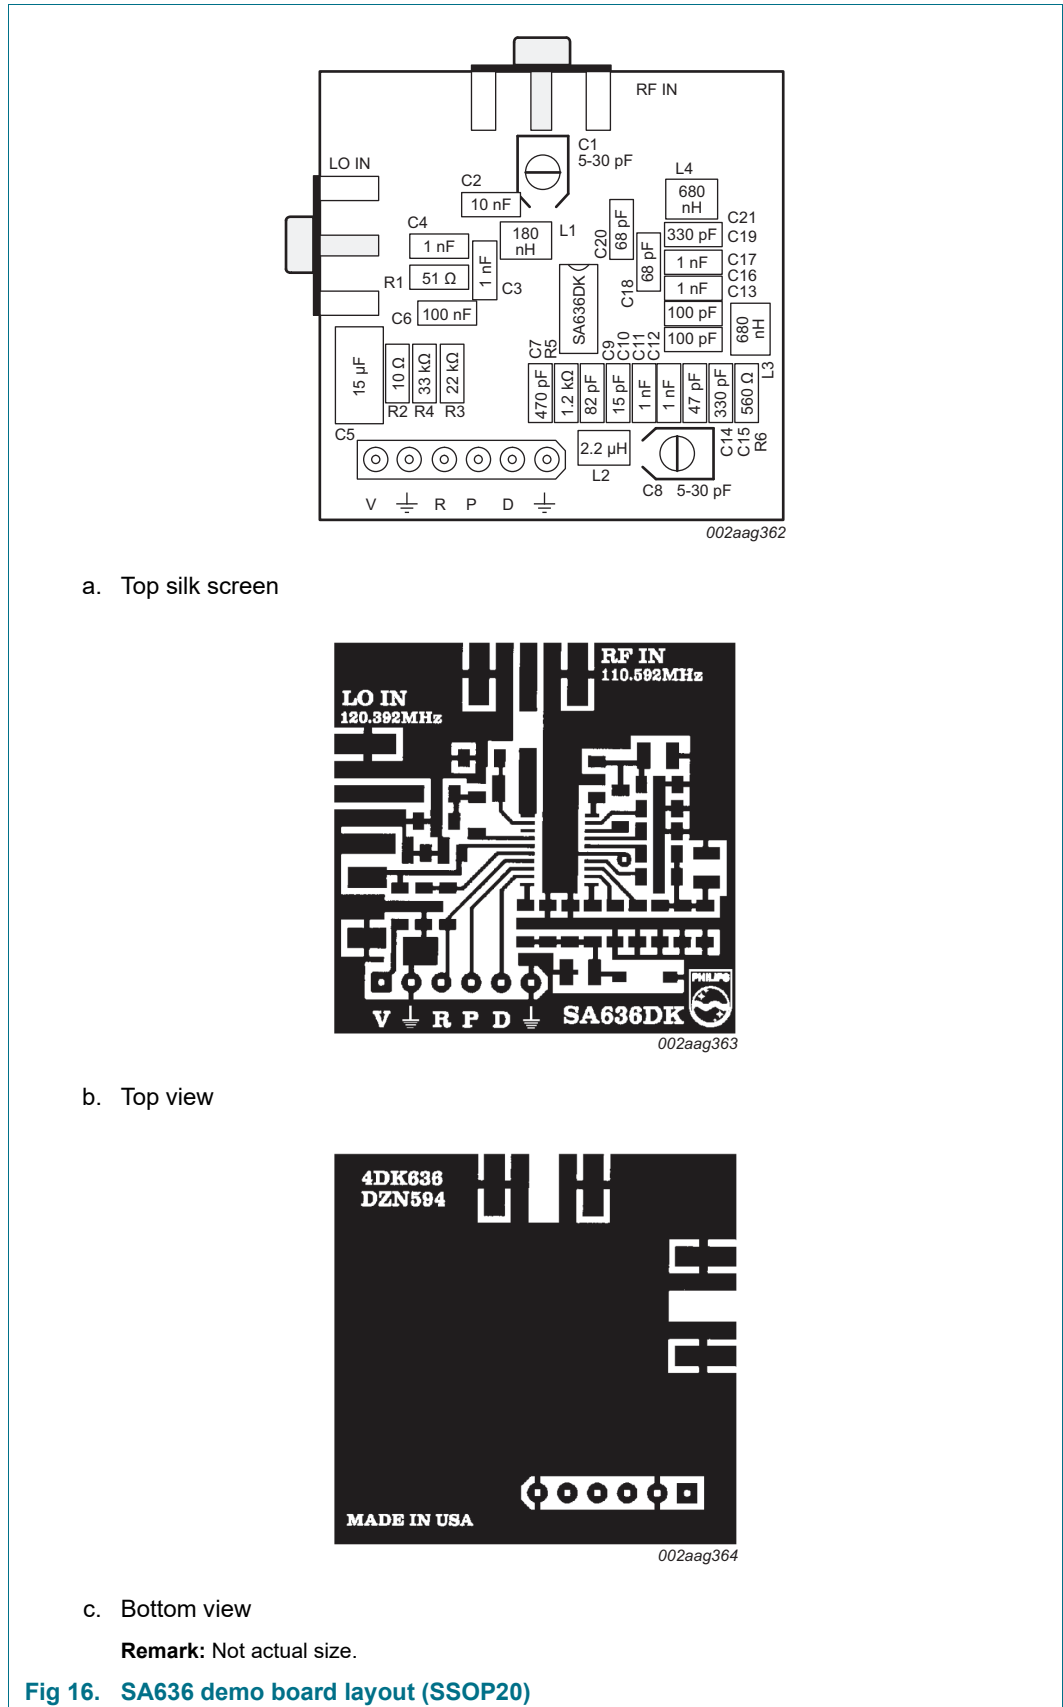 RF IN
C1
5-30 pF
LO IN
L4
C2
680
nH
10 nF
C21
C4
180
nH
L1
C20
68 pF
330 pF
C19
1 nF
1 nF
68 pF
C17
1 nF
C16
R1
51 Ω
C3
C18
1 nF
C13
C6
100 nF
SA636DK
100 pF
680
nH
100 pF
15 µF
10 Ω
33 kΩ
22 kΩ
C7
R5
C9
C10
C11
C12
L3
470 pF
1.2 kΩ
82 pF
15 pF
1 nF
1 nF
47 pF
330 pF
560 Ω
R2
R4
R3
C5
2.2 µH
C14
C15
R6
L2
C8
5-30 pF
V
R
P
D
002aag362
a. Top silk screen
RF IN
110.592MHz
LO IN
120.392MHz
PHILIPS
V R P D
SA636DK
002aag363
b. Top view
4DK636
DZN594
MADE IN USA
002aag364
c. Bottom view
Remark: Not actual size.
Fig 16. SA636 demo board layout (SSOP20)